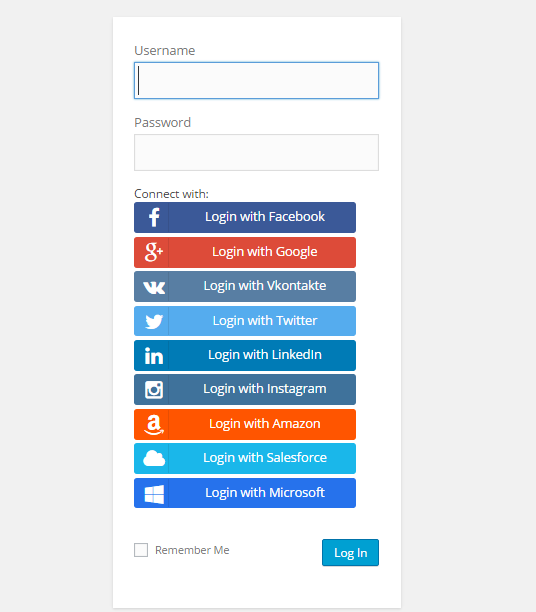 Username
Password
Connect with:
Login with Facebook
Login with Google
Login with Vkontakte
Login with Twitter
Login with LinkedIn
Login with Instagram
Login with Amazon
Login with Salesforce
Login with Microsoft
Remember Me
Log In